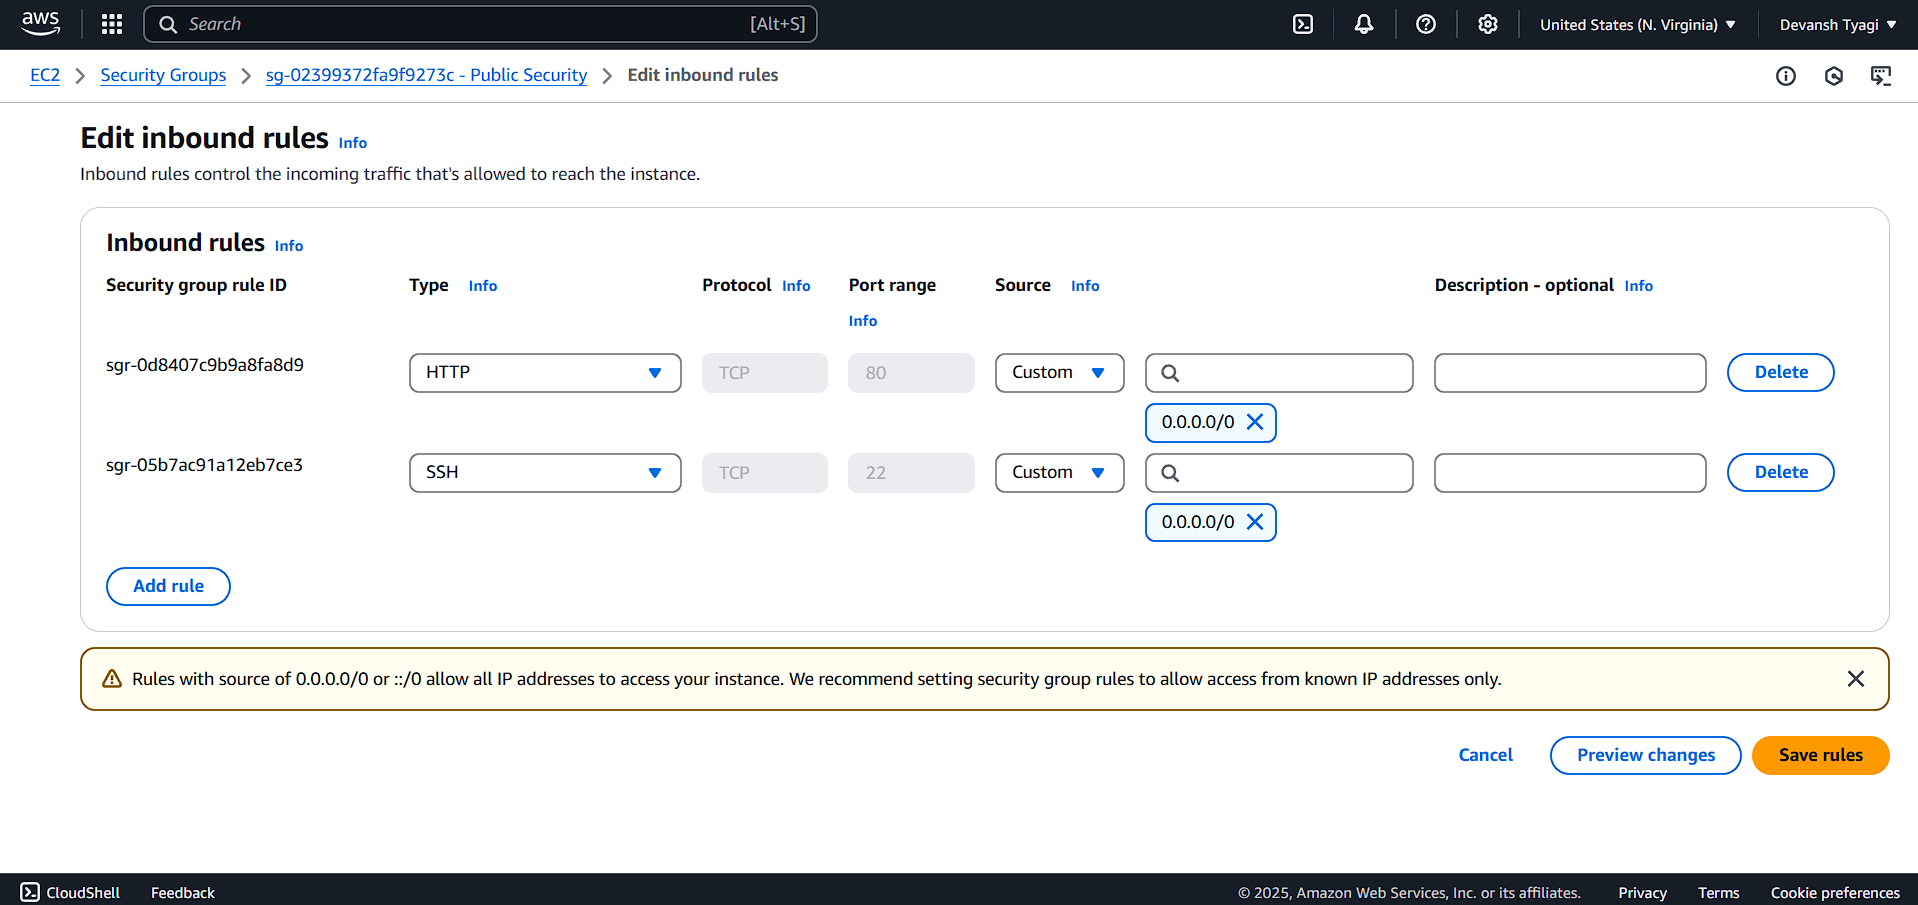 aws Search [Alt+S] United States (N. Virginia) Devansh Tyagi
EC2 Security Groups sg-02399372fa9f9273c - Public Security Edit inbound rules
Edit inbound rules Info
Inbound rules control the incoming traffic that's allowed to reach the instance.
Inbound rules Info
Security group rule ID Type Info Protocol Info Port range Source Info Description - optional Info
Info
sgr-0d8407c9b9a8fa8d9 HTTP TCP 80 Custom Delete
0.0.0.0/0
sgr-05b7ac91a12eb7ce3 SSH TCP 22 Custom Delete
0.0.0.0/0
Add rule
Rules with source of 0.0.0.0/0 or ::/0 allow all IP addresses to access your instance. We recommend setting security group rules to allow access from known IP addresses only.
Cancel Preview changes Save rules
CloudShell Feedback © 2025, Amazon Web Services, Inc. or its affiliates. Privacy Terms Cookie preferences